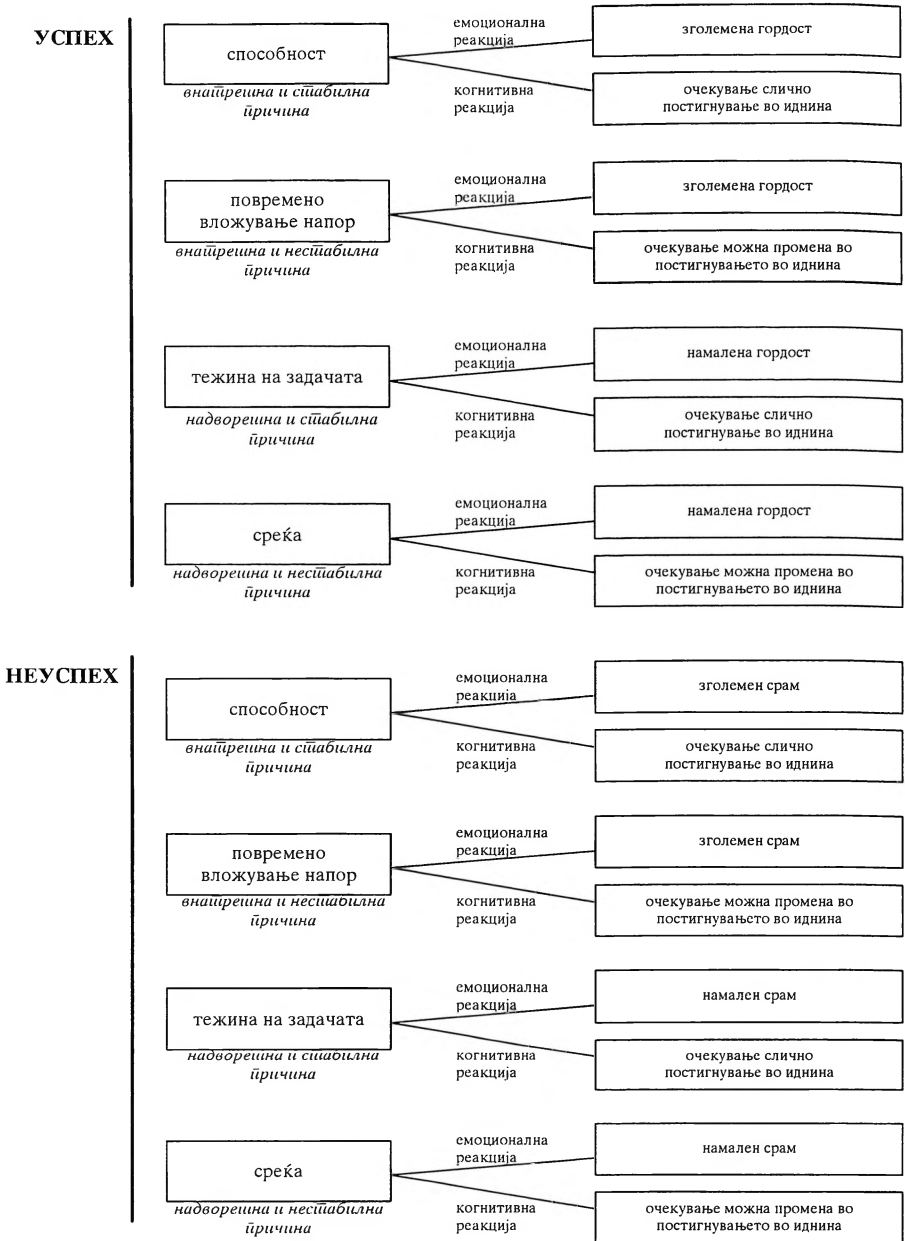 УСПЕХ
способност
внатрешна и стабилна
причина
емоционална
реакција
зголемена гордост
когнитивна
реакција
очекување слично
постигнување во иднина
повремено
вложување напор
внатрешна и нестабилна
причина
емоционална
реакција
зголемена гордост
когнитивна
реакција
очекување можна промена во
постигнувањето во иднина
тежина на задачата
надворешна и стабилна
причина
емоционална
реакција
намалена гордост
когнитивна
реакција
очекување слично
постигнување во иднина
среќа
надворешна и нестабилна
причина
емоционална
реакција
намалена гордост
когнитивна
реакција
очекување можна промена во
постигнувањето во иднина
НЕУСПЕХ
способност
внатрешна и стабилна
причина
емоционална
реакција
зголемен срам
когнитивна
реакција
очекување слично
постигнување во иднина
повремено
вложување напор
внатрешна и нестабилна
причина
емоционална
реакција
зголемен срам
когнитивна
реакција
очекување можна промена во
постигнувањето во иднина
тежина на задачата
надворешна и стабилна
причина
емоционална
реакција
намален срам
когнитивна
реакција
очекување слично
постигнување во иднина
среќа
надворешна и нестабилна
причина
емоционална
реакција
намален срам
когнитивна
реакција
очекување можна промена во
постигнувањето во иднина